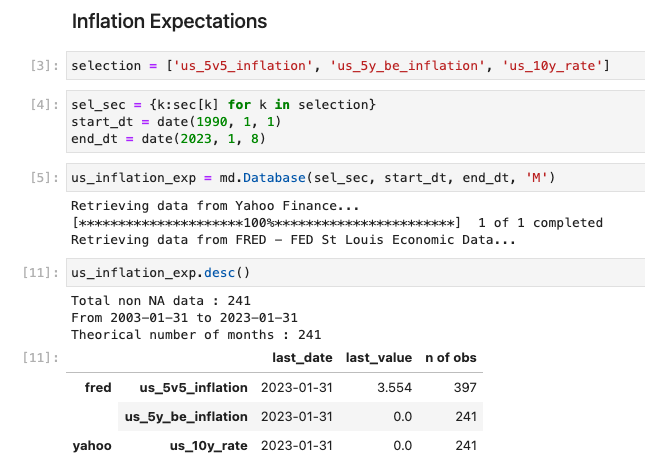 Inflation Expectations
[3]: selection = ['us_5v5_inflation', 'us_5y_be_inflation', 'us_10y_rate']
[4]: sel_sec = {k:sec[k] for k in selection}
start_dt = date(1990, 1, 1)
end_dt = date(2023, 1, 8)
[5]: us_inflation_exp = md.Database(sel_sec, start_dt, end_dt, 'M')
Retrieving data from Yahoo Finance...
[**********************100%***********************]  1 of 1 completed
Retrieving data from FRED – FED St Louis Economic Data...
[11]: us_inflation_exp.desc()
Total non NA data : 241
From 2003-01-31 to 2023-01-31
Theorical number of months : 241
[11]:
last_date last_value n of obs
fred us_5v5_inflation 2023-01-31 3.554 397
us_5y_be_inflation 2023-01-31 0.0 241
yahoo us_10y_rate 2023-01-31 0.0 241